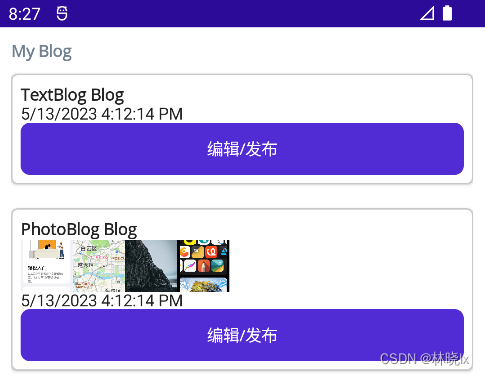 8:27
My Blog
TextBlog Blog
5/13/2023 4:12:14 PM
编辑/发布
PhotoBlog Blog
5/13/2023 4:12:14 PM
编辑/发布
CSDN @林晓lx